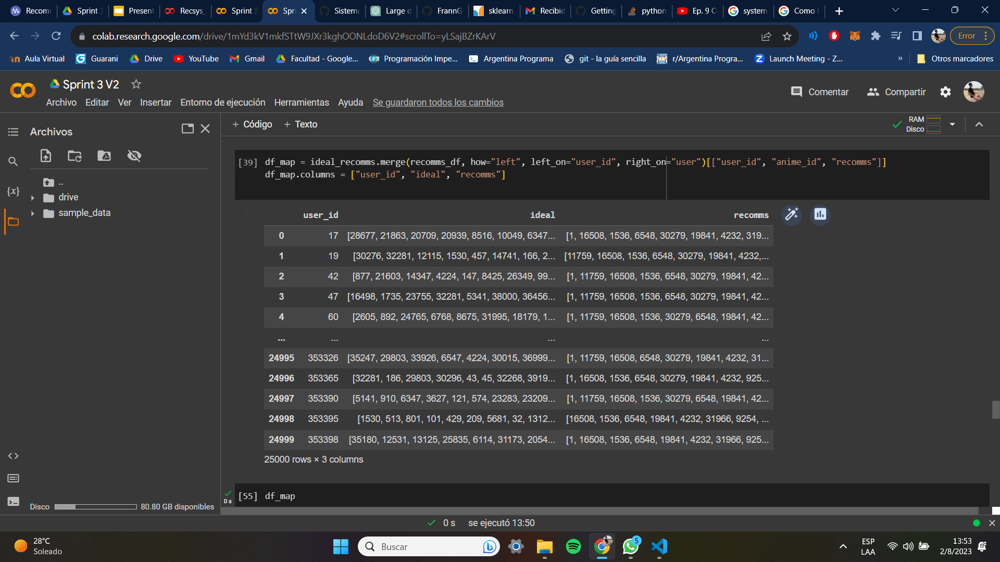 Recom
Sprint 3
Present
Recsys_
Sprint 3
Spri
Sistema
Large d
FrannG
sklearn.
Recibid
Getting
python
Ep. 9 C
system
Como f
colab.research.google.com/drive/1mYd3kV1mkfSTtW9JXr3kghOONLdoD6V2#scrollTo=yLSajBZrKArV
Error
Aula Virtual
Guarani
Drive
YouTube
Gmail
Facultad - Google...
Programación Impe...
Argentina Programa
git - la guía sencilla
r/Argentina Progra...
Launch Meeting - Z...
»
Otros marcadores
Sprint 3 V2
Comentar
Compartir
Archivo Editar Ver Insertar Entorno de ejecución Herramientas Ayuda Se guardaron todos los cambios
Archivos
+ Código + Texto
RAM
Disco
{x}
..
drive
sample_data
[39] df_map = ideal_recomms.merge(recomms_df, how="left", left_on="user_id", right_on="user")[["user_id", "anime_id", "recomms"]]
df_map.columns = ["user_id", "ideal", "recomms"]
user_id ideal recomms
0 17 [28677, 21863, 20709, 20939, 8516, 10049, 6347... [1, 16508, 1536, 6548, 30279, 19841, 4232, 319...
1 19 [30276, 32281, 12115, 1530, 457, 14741, 166, 2... [11759, 16508, 1536, 6548, 30279, 19841, 4232,...
2 42 [877, 21603, 14347, 4224, 147, 8425, 26349, 99... [1, 11759, 16508, 1536, 6548, 30279, 19841, 42...
3 47 [16498, 1735, 23755, 32281, 5341, 38000, 36456... [1, 11759, 16508, 1536, 6548, 30279, 19841, 42...
4 60 [2605, 892, 24765, 6768, 8675, 31995, 18179, 1... [1, 11759, 16508, 1536, 30279, 6548, 19841, 42...
... ... ... ...
24995 353326 [35247, 29803, 33926, 6547, 4224, 30015, 36999... [1, 11759, 16508, 6548, 30279, 19841, 4232, 31...
24996 353365 [32281, 186, 29803, 30296, 43, 45, 32268, 3919... [1, 16508, 1536, 6548, 30279, 19841, 4232, 925...
24997 353390 [5141, 910, 6347, 3627, 121, 574, 23283, 23209... [1, 11759, 16508, 1536, 30279, 6548, 19841, 42...
24998 353395 [1530, 513, 801, 101, 429, 209, 5681, 32, 1312... [16508, 1536, 6548, 19841, 4232, 31966, 9254, ...
24999 353398 [35180, 12531, 13125, 25835, 6114, 31173, 2054... [1, 16508, 1536, 6548, 19841, 4232, 31966, 925...
25000 rows × 3 columns
0 s
[55] df_map
Disco 80.80 GB disponibles
0 s se ejecutó 13:50
28°C
Soleado
Buscar
5
ESP
LAA
13:53
2/8/2023